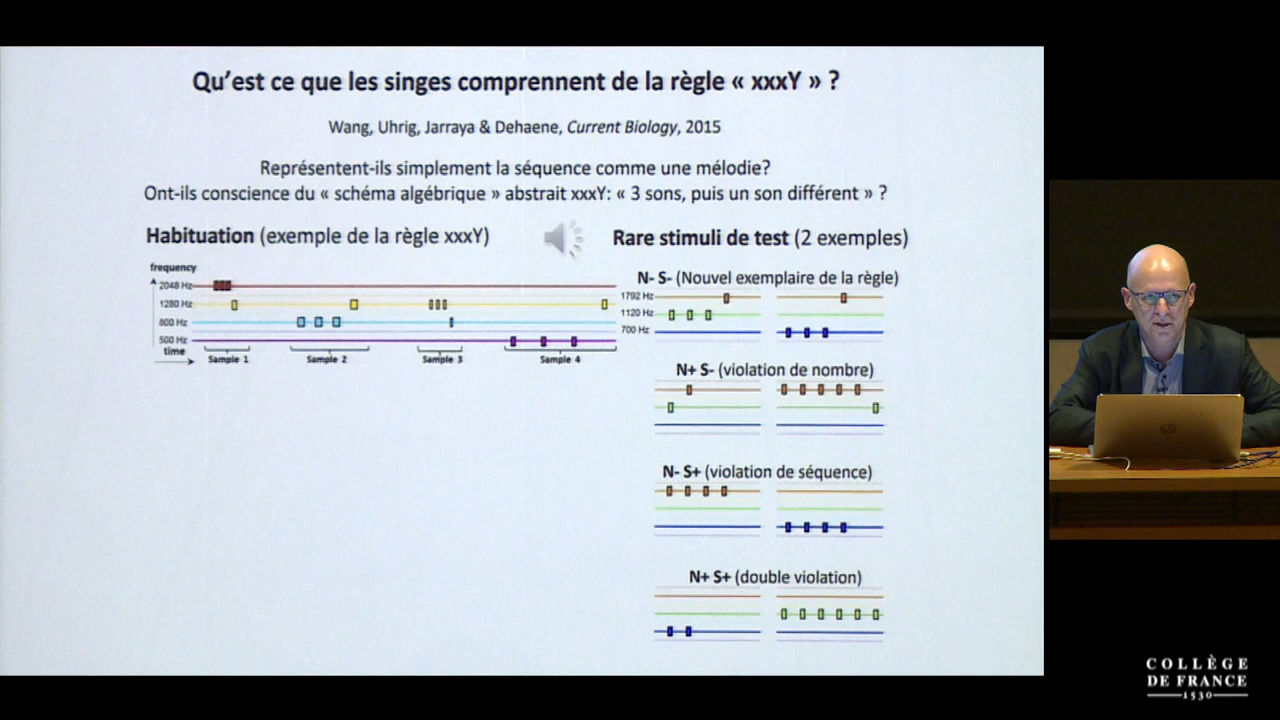 Qu'est ce que les singes comprennent de la règle « xxxY » ?
Wang, Uhrig, Jarraya & Dehaene, Current Biology, 2015
Représentent-ils simplement la séquence comme une mélodie?
Ont-ils conscience du « schéma algébrique » abstrait xxxY: « 3 sons, puis un son différent » ?
Habituation (exemple de la règle xxxY)
frequency
2048 Hz
1280 Hz
800 Hz
500 Hz
time
Sample 1
Sample 2
Sample 3
Sample 4
Rare stimuli de test (2 exemples)
N- S- (Nouvel exemplaire de la règle)
1792 Hz
1120 Hz
700 Hz
N+ S- (violation de nombre)
N- S+ (violation de séquence)
N+ S+ (double violation)
COLLÈGE
DE FRANCE
1530